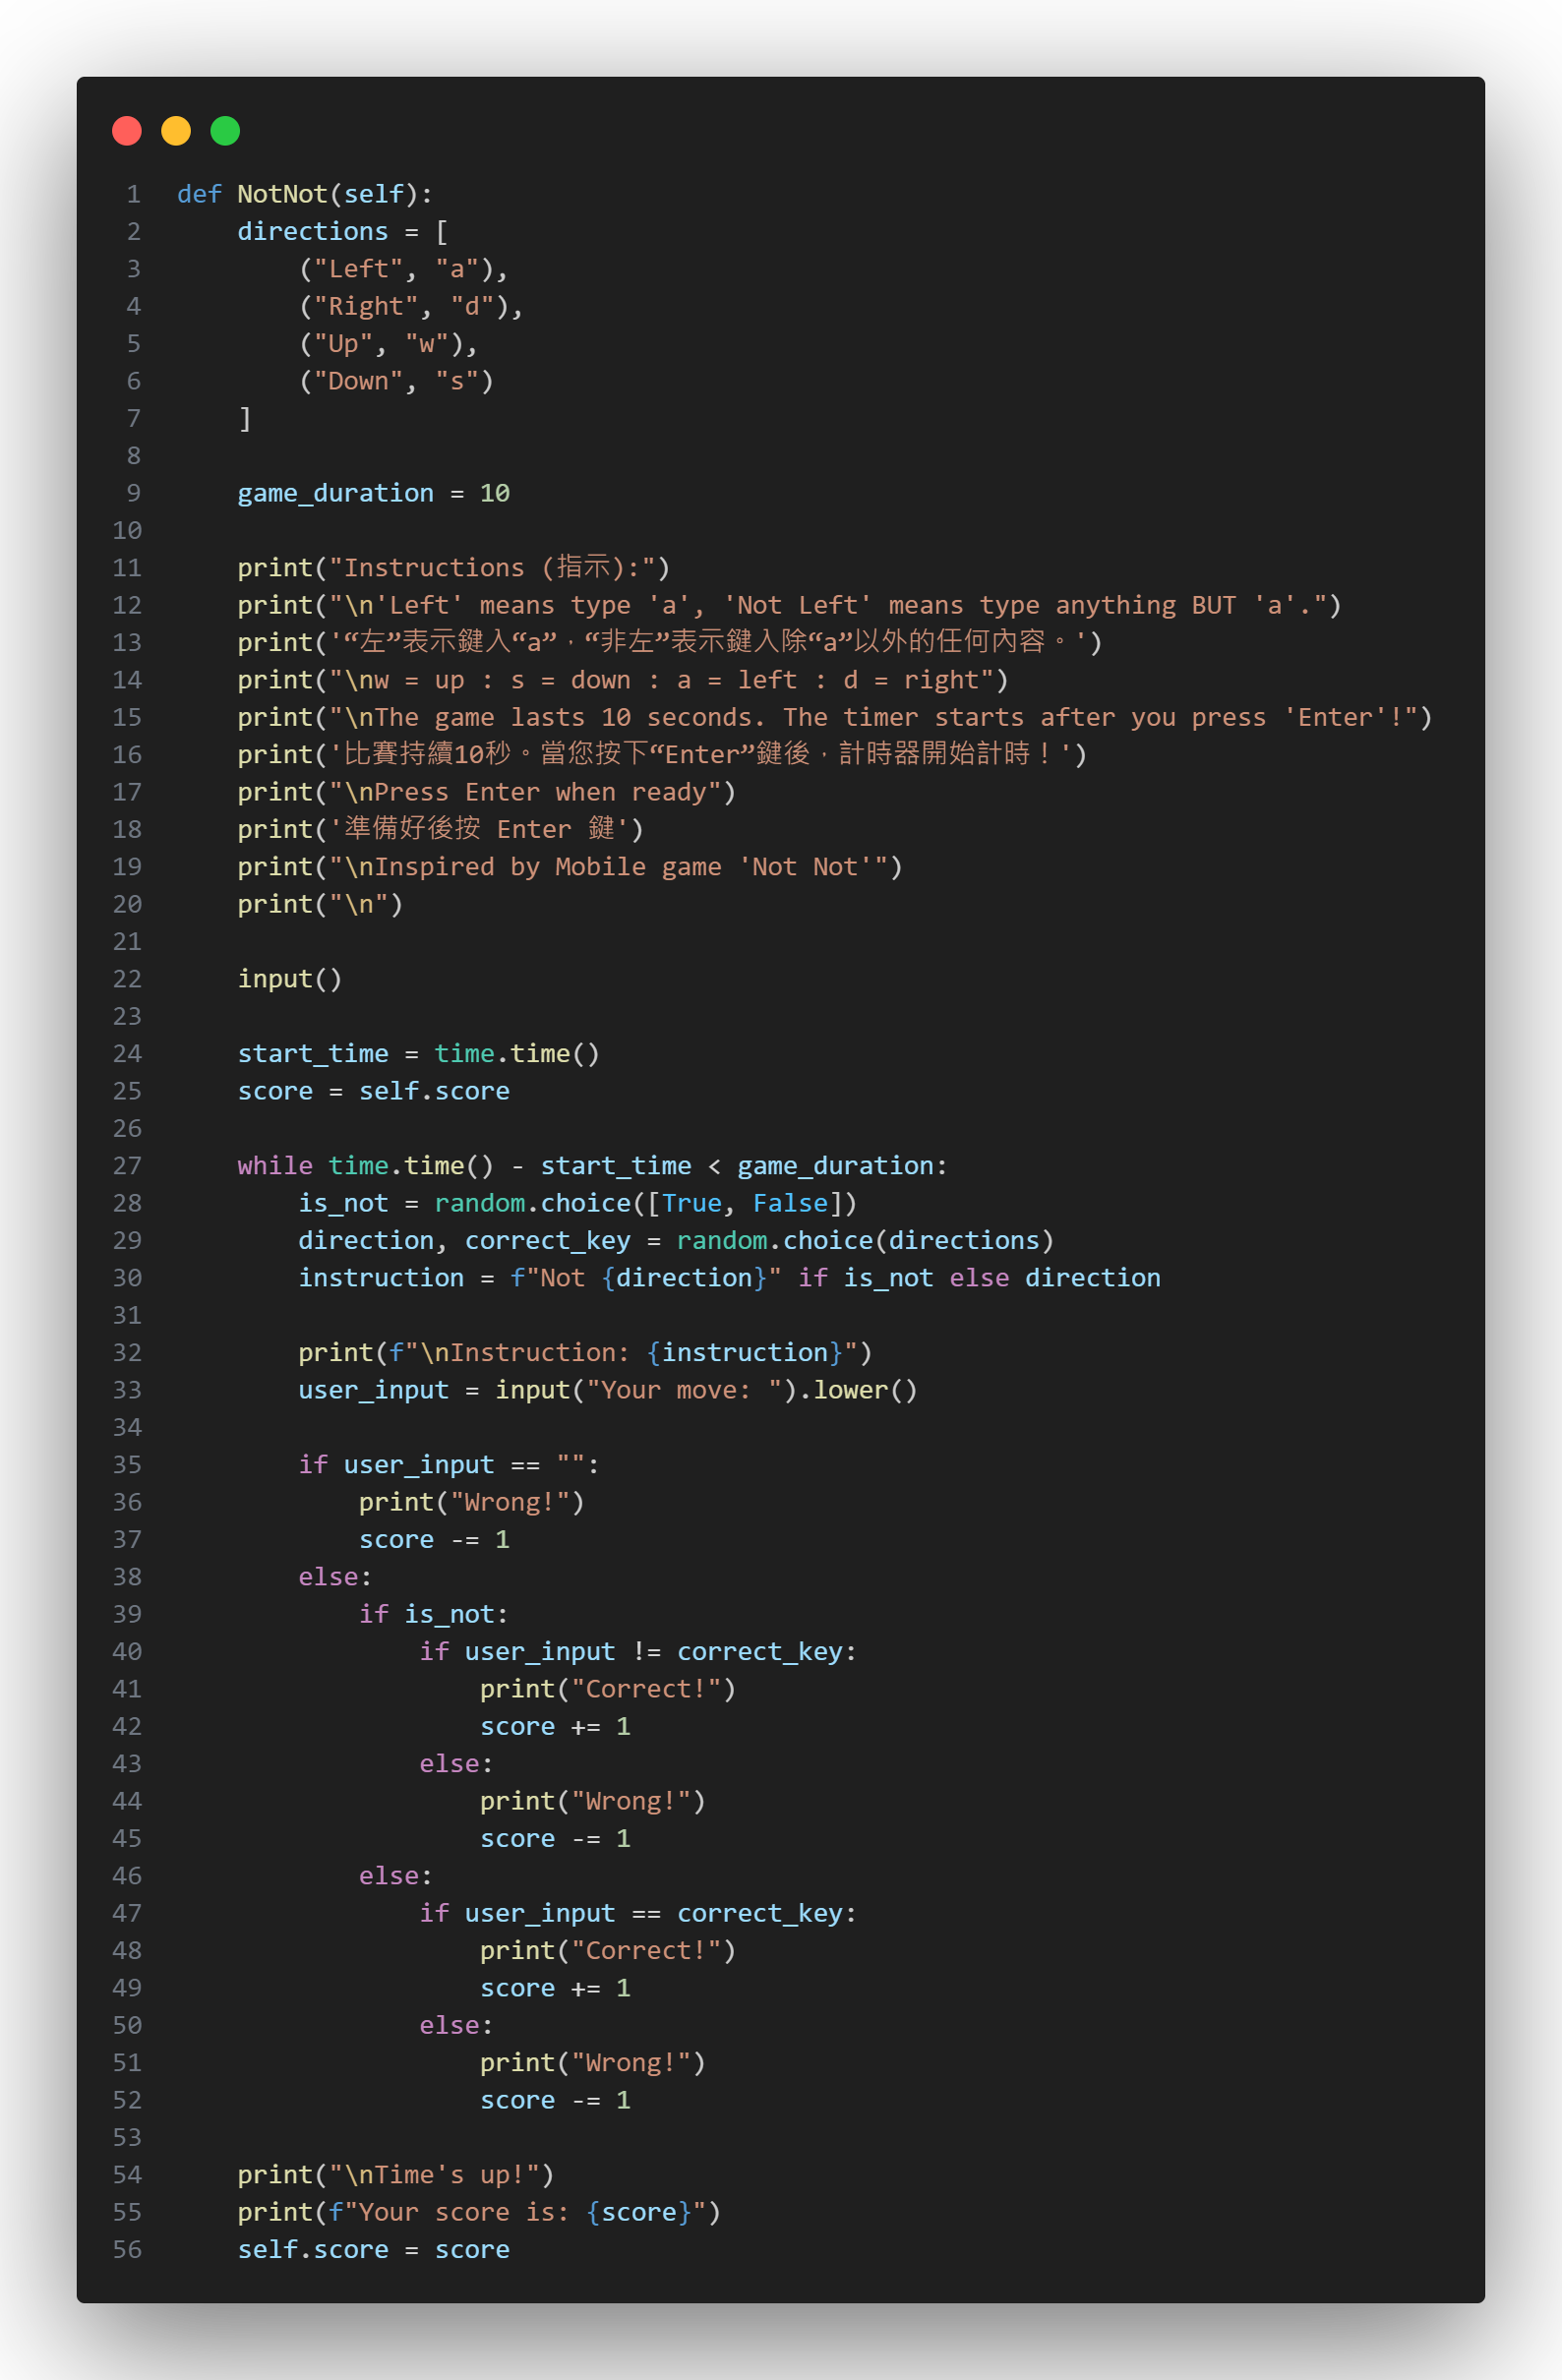 1 def NotNot(self):
2     directions = [
3         ("Left", "a"),
4         ("Right", "d"),
5         ("Up", "w"),
6         ("Down", "s")
7     ]
8
9     game_duration = 10
10
11     print("Instructions (指示):")
12     print("\n'Left' means type 'a', 'Not Left' means type anything BUT 'a'.")
13     print('“左”表示鍵入“a”，“非左”表示鍵入除“a”以外的任何內容。')
14     print("\nw = up : s = down : a = left : d = right")
15     print("\nThe game lasts 10 seconds. The timer starts after you press 'Enter'!")
16     print('比賽持續10秒。當您按下“Enter”鍵後，計時器開始計時！')
17     print("\nPress Enter when ready")
18     print('準備好後按 Enter 鍵')
19     print("\nInspired by Mobile game 'Not Not'")
20     print("\n")
21
22     input()
23
24     start_time = time.time()
25     score = self.score
26
27     while time.time() - start_time < game_duration:
28         is_not = random.choice([True, False])
29         direction, correct_key = random.choice(directions)
30         instruction = f"Not {direction}" if is_not else direction
31
32         print(f"\nInstruction: {instruction}")
33         user_input = input("Your move: ").lower()
34
35         if user_input == "":
36             print("Wrong!")
37             score -= 1
38         else:
39             if is_not:
40                 if user_input != correct_key:
41                     print("Correct!")
42                     score += 1
43                 else:
44                     print("Wrong!")
45                     score -= 1
46             else:
47                 if user_input == correct_key:
48                     print("Correct!")
49                     score += 1
50                 else:
51                     print("Wrong!")
52                     score -= 1
53
54     print("\nTime's up!")
55     print(f"Your score is: {score}")
56     self.score = score